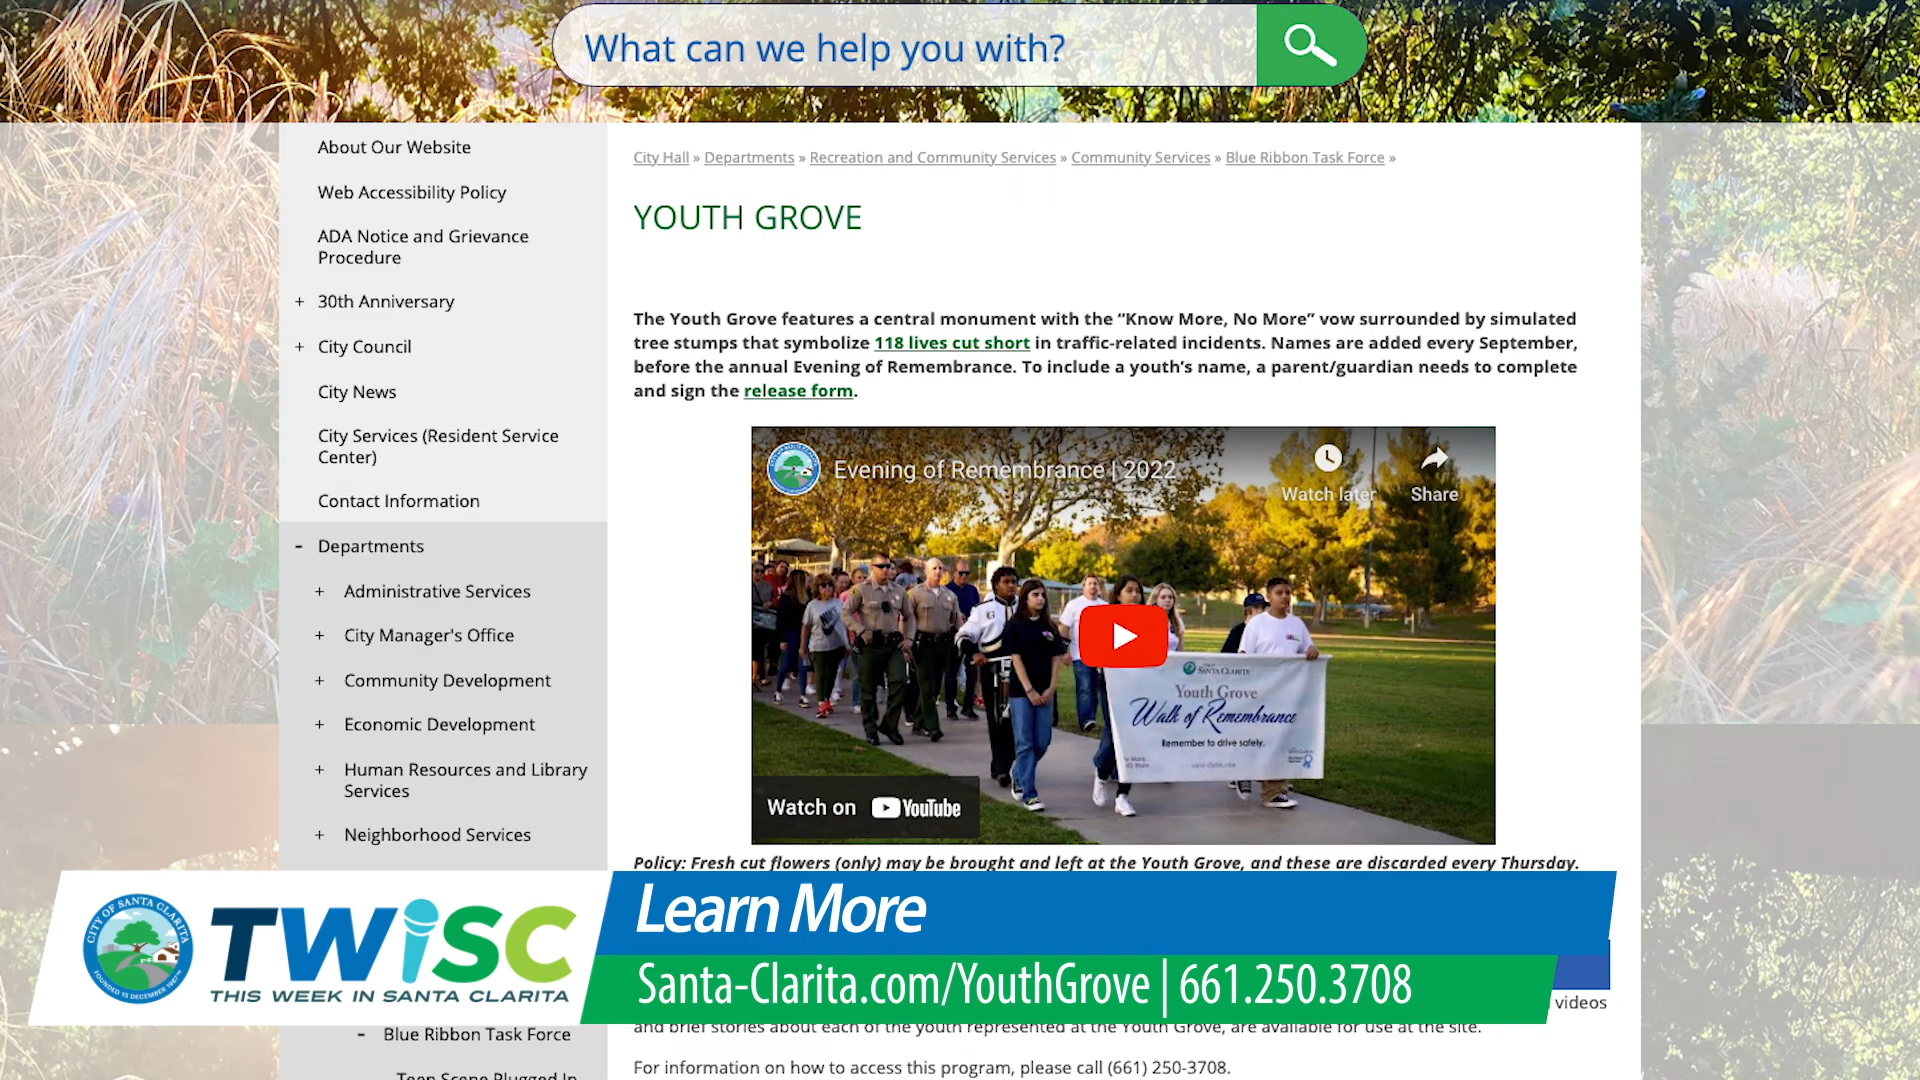 What can we help you with?
About Our Website
Web Accessibility Policy
ADA Notice and Grievance
Procedure
+ 30th Anniversary
+ City Council
City News
City Services (Resident Service
Center)
Contact Information
- Departments
+ Administrative Services
+ City Manager's Office
+ Community Development
+ Economic Development
+ Human Resources and Library
Services
+ Neighborhood Services
- Blue Ribbon Task Force
Teen Scene Plugged In
City Hall » Departments » Recreation and Community Services » Community Services » Blue Ribbon Task Force »
YOUTH GROVE
The Youth Grove features a central monument with the “Know More, No More” vow surrounded by simulated
tree stumps that symbolize 118 lives cut short in traffic-related incidents. Names are added every September,
before the annual Evening of Remembrance. To include a youth’s name, a parent/guardian needs to complete
and sign the release form.
Evening of Remembrance | 2022
Watch later
Share
SANTA CLARITA
Youth Grove
Walk of Remembrance
Remember to drive safely.
Watch on YouTube
Policy: Fresh cut flowers (only) may be brought and left at the Youth Grove, and these are discarded every Thursday.
videos
and brief stories about each of the youth represented at the Youth Grove, are available for use at the site.
For information on how to access this program, please call (661) 250-3708.
CITY OF SANTA CLARITA
FOUNDED 15 DECEMBER 1987
TWiSC
THIS WEEK IN SANTA CLARITA
Learn More
Santa-Clarita.com/YouthGrove | 661.250.3708